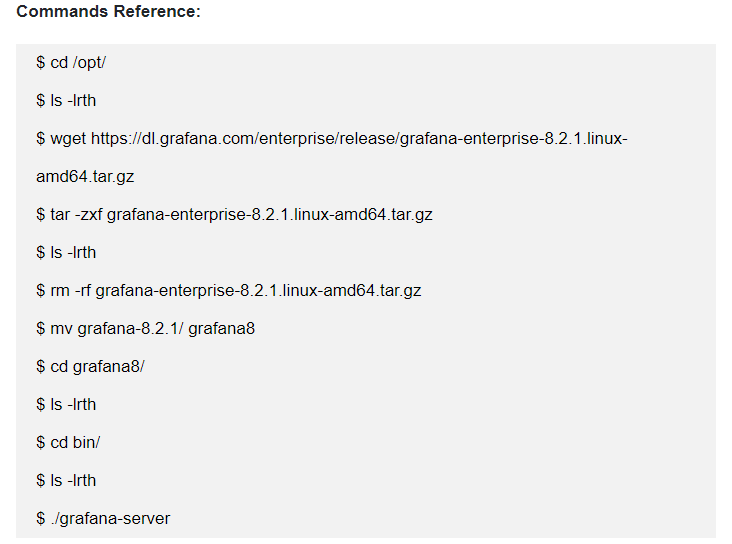 Commands Reference:
$ cd /opt/
$ ls -lrth
$ wget https://dl.grafana.com/enterprise/release/grafana-enterprise-8.2.1.linux-
amd64.tar.gz
$ tar -zxf grafana-enterprise-8.2.1.linux-amd64.tar.gz
$ ls -lrth
$ rm -rf grafana-enterprise-8.2.1.linux-amd64.tar.gz
$ mv grafana-8.2.1/ grafana8
$ cd grafana8/
$ ls -lrth
$ cd bin/
$ ls -lrth
$ ./grafana-server